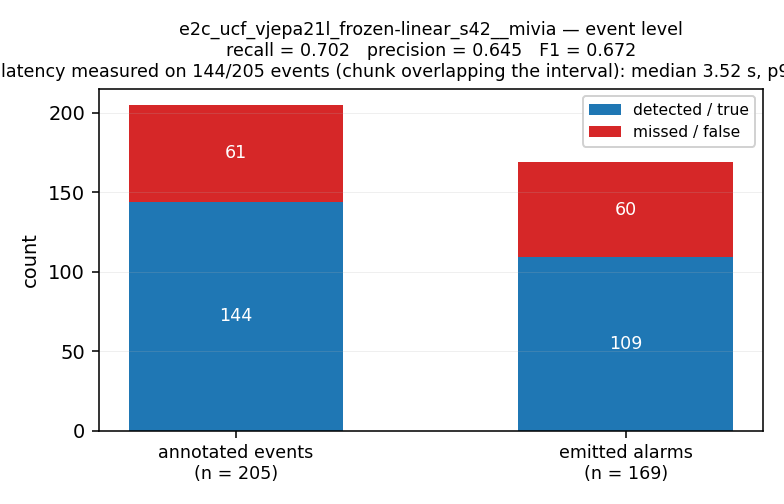 e2c_ucf_vjepa21l_frozen-linear_s42__mivia — event level
recall = 0.702 precision = 0.645 F1 = 0.672
latency measured on 144/205 events (chunk overlapping the interval): median 3.52 s, p9
200
150
100
50
0
count
detected / true
missed / false
61
144
60
109
annotated events
(n = 205)
emitted alarms
(n = 169)